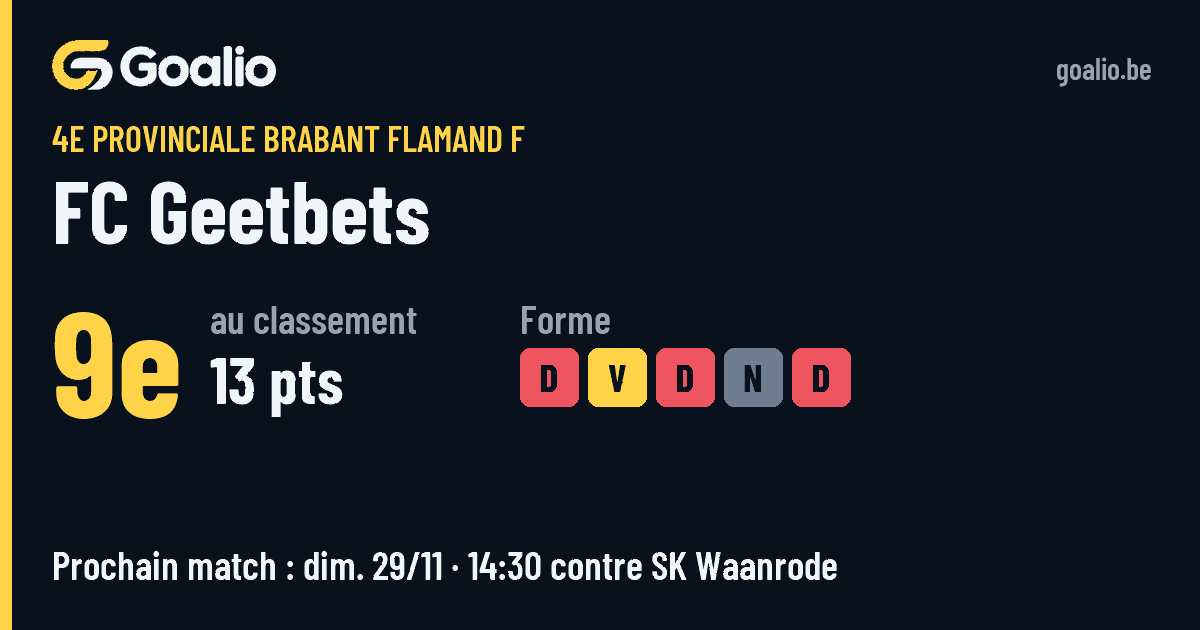 Goalio
goalio.be
4E PROVINCIALE BRABANT FLAMAND F
FC Geetbets
9e
au classement
13 pts
Forme
D V D N D
Prochain match : dim. 29/11 · 14:30 contre SK Waanrode